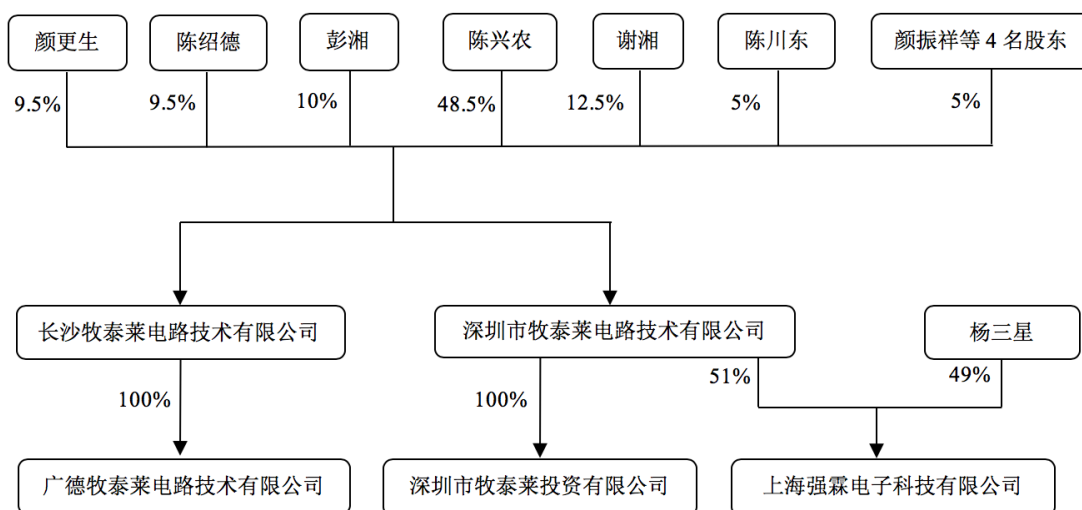 颜更生
陈绍德
彭湘
陈兴农
谢湘
陈川东
颜振祥等 4 名股东
9.5%
9.5%
10%
48.5%
12.5%
5%
5%
长沙牧泰莱电路技术有限公司
深圳市牧泰莱电路技术有限公司
杨三星
100%
100%
51%
49%
广德牧泰莱电路技术有限公司
深圳市牧泰莱投资有限公司
上海强霖电子科技有限公司